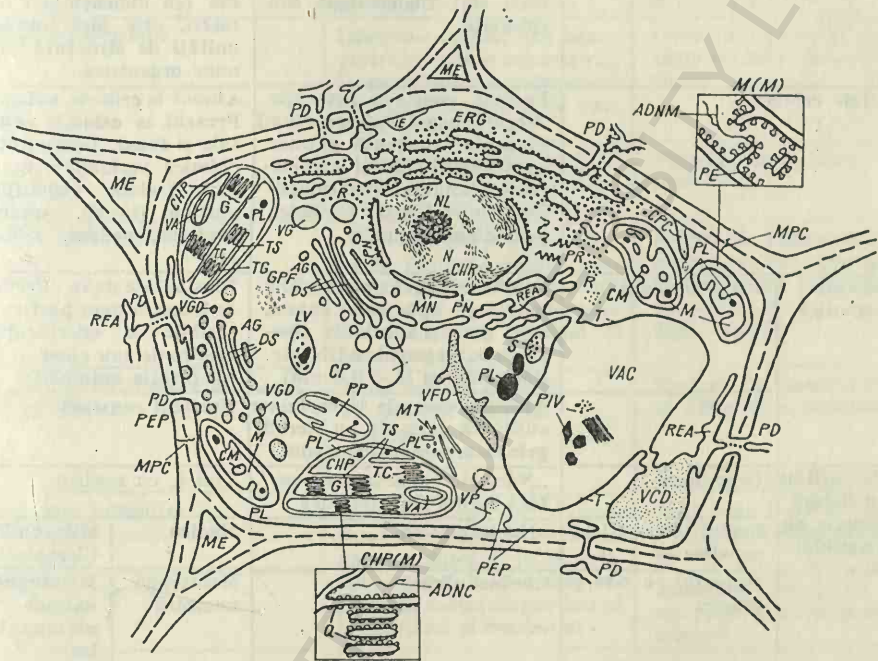 ME
M(M)
ADNM
PE
PD
IE
ERG
PD
ME
CHP
VA
G
PL
TS
TC
TG
R
VG
NL
N
CHR
PR
R
CPC
PL
MPC
CM
M
GPF
AG
DS
MN
PN
REA
T
PD
REA
VGD
AG
DS
LV
CP
S
PL
PIV
VAC
VFD
PD
PEP
VGD
M
PP
MT
PL
TS
PL
CHP
TC
G
VA
REA
PD
MPC
CM
PL
VP
T
VCD
ME
PEP
PD
ME
CHP(M)
ADNC
Q